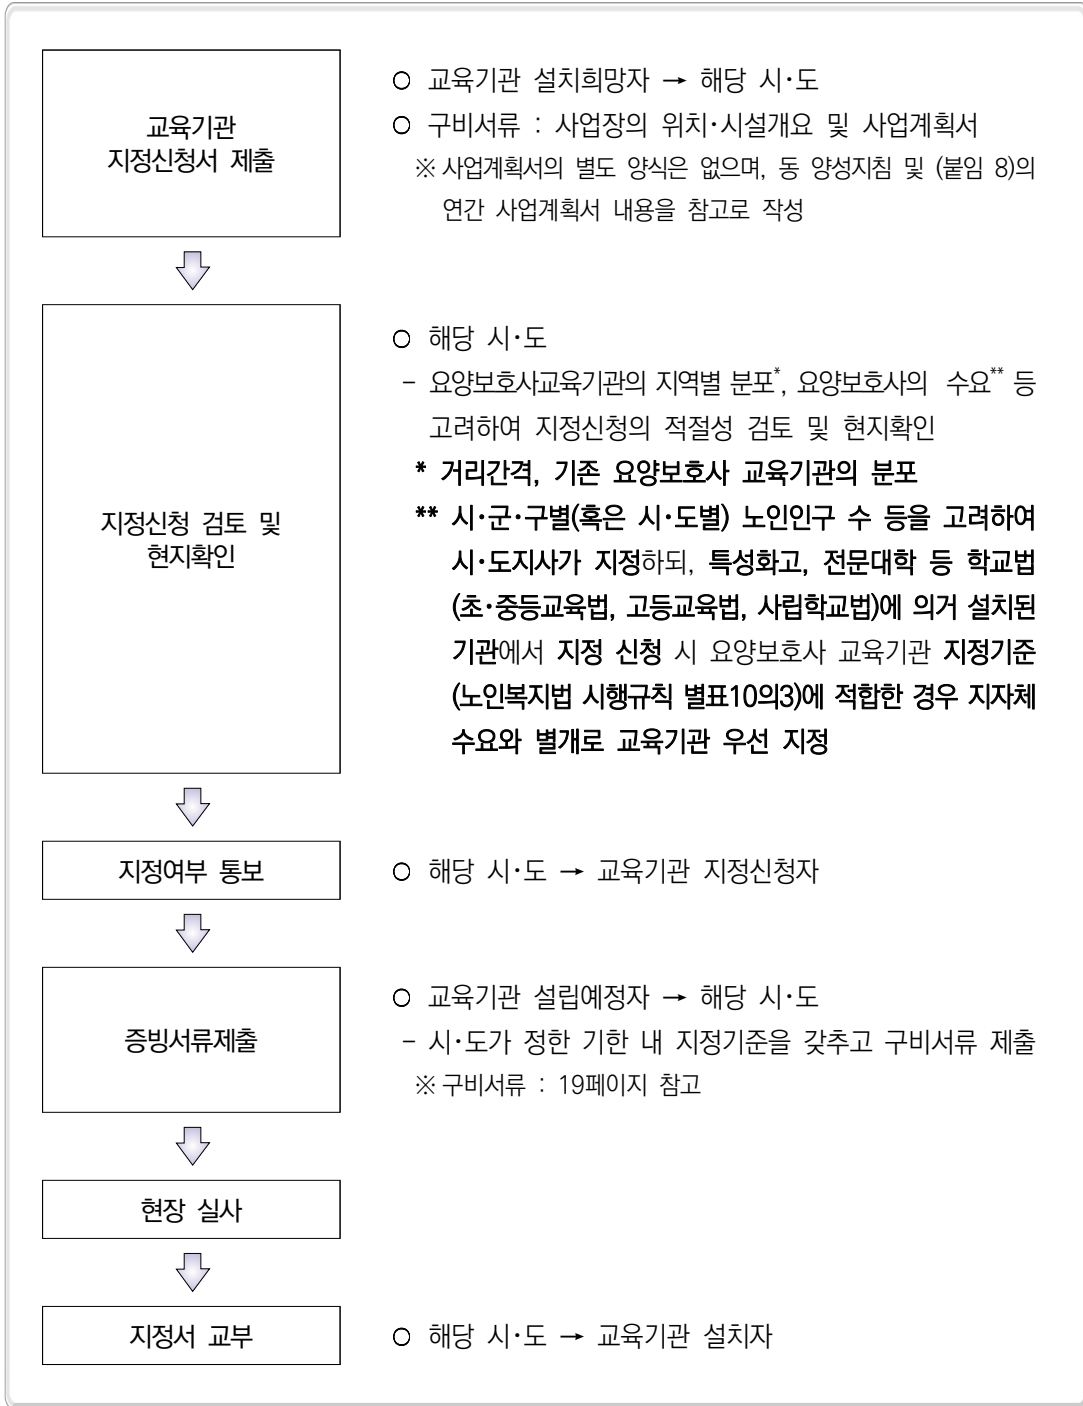 교육기관
지정신청서 제출
○ 교육기관 설치희망자 → 해당 시·도
○ 구비서류 : 사업장의 위치·시설개요 및 사업계획서
※ 사업계획서의 별도 양식은 없으며, 동 양성지침 및 (붙임 8)의
연간 사업계획서 내용을 참고로 작성
지정신청 검토 및
현지확인
○ 해당 시·도
- 요양보호사교육기관의 지역별 분포*, 요양보호사의 수요** 등
고려하여 지정신청의 적절성 검토 및 현지확인
* 거리간격, 기존 요양보호사 교육기관의 분포
** 시·군·구별(혹은 시·도별) 노인인구 수 등을 고려하여
시·도지사가 지정하되, 특성화고, 전문대학 등 학교법
(초·중등교육법, 고등교육법, 사립학교법)에 의거 설치된
기관에서 지정 신청 시 요양보호사 교육기관 지정기준
(노인복지법 시행규칙 별표10의3)에 적합한 경우 지자체
수요와 별개로 교육기관 우선 지정
지정여부 통보
○ 해당 시·도 → 교육기관 지정신청자
증빙서류제출
○ 교육기관 설립예정자 → 해당 시·도
- 시·도가 정한 기한 내 지정기준을 갖추고 구비서류 제출
※ 구비서류 : 19페이지 참고
현장 실사
지정서 교부
○ 해당 시·도 → 교육기관 설치자